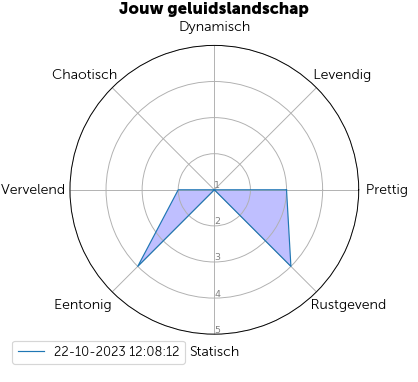 Jouw geluidslandschap
Dynamisch
Chaotisch
Levendig
Vervelend
Prettig
1
2
3
4
5
Eentonig
Rustgevend
22-10-2023 12:08:12
Statisch